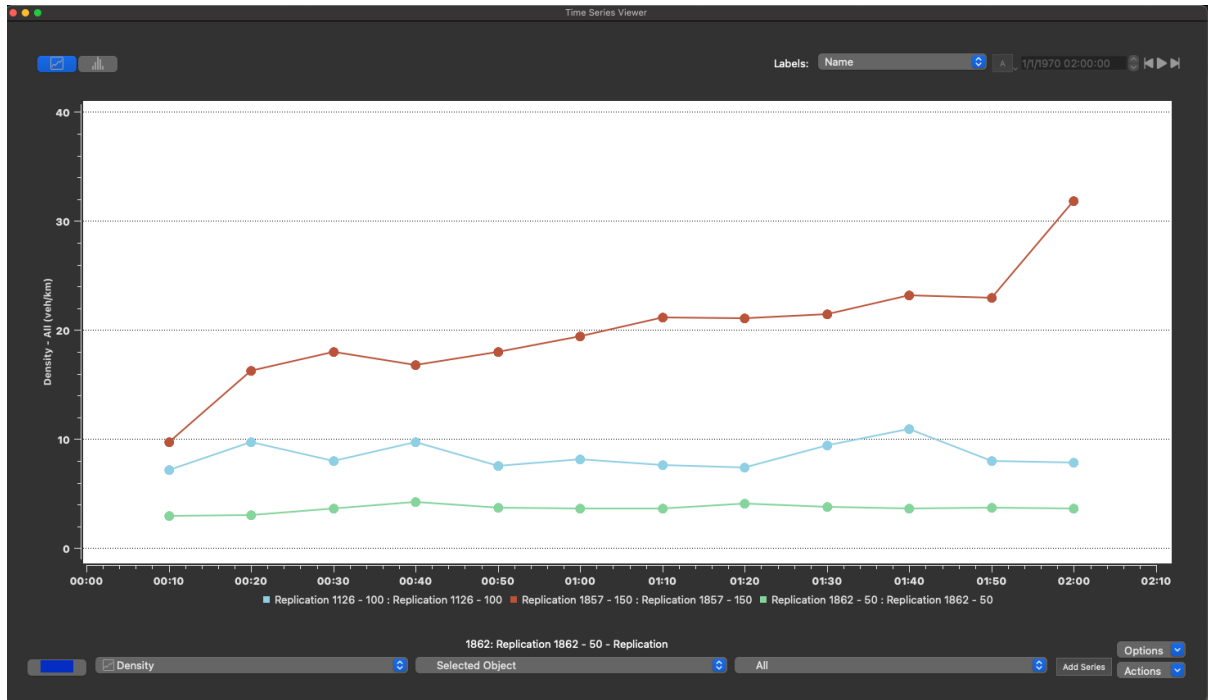 Time Series Viewer
Labels: Name A 1/1/1970 02:00:00
40
30
20
10
0
Density - All (veh/km)
00:00 00:10 00:20 00:30 00:40 00:50 01:00 01:10 01:20 01:30 01:40 01:50 02:00 02:10
Replication 1126 - 100 : Replication 1126 - 100 Replication 1857 - 150 : Replication 1857 - 150 Replication 1862 - 50 : Replication 1862 - 50
1862: Replication 1862 - 50 - Replication
Options
Density Selected Object All Add Series
Actions